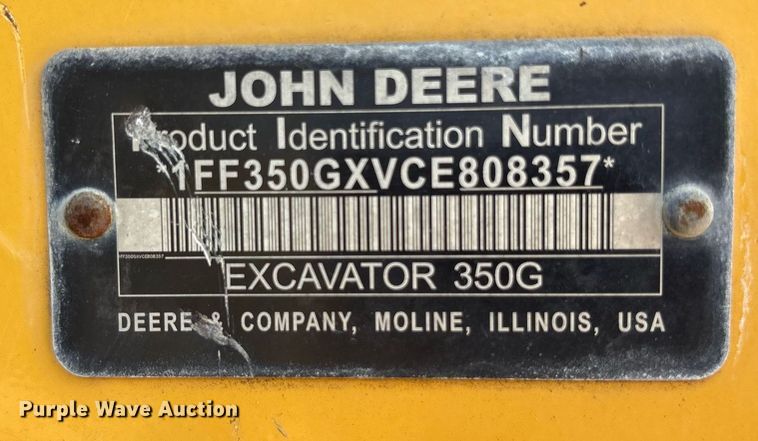 JOHN DEERE
Product Identification Number
*1FF350GXVCE808357*
EXCAVATOR 350G
DEERE & COMPANY, MOLINE, ILLINOIS, USA
Purple Wave Auction